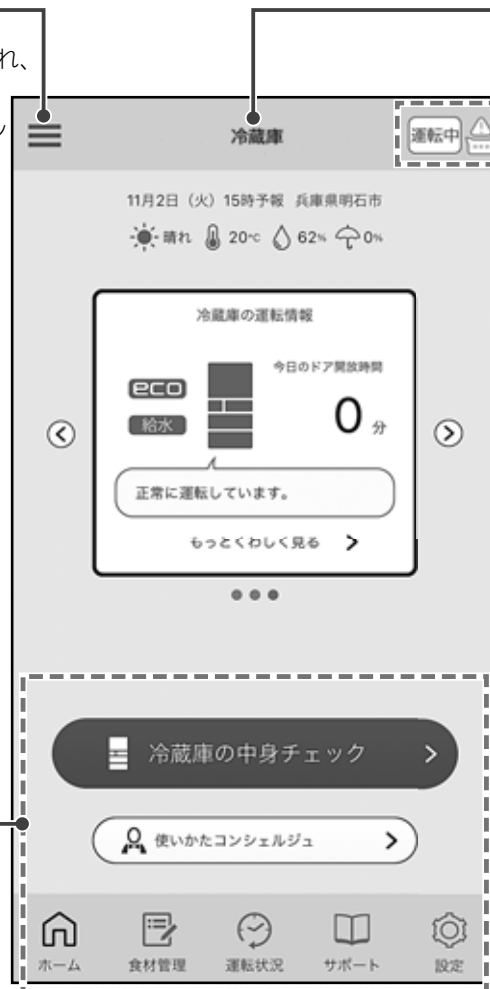 れ、
冷蔵庫
運転中
11月2日（火）15時予報 兵庫県明石市
晴れ 20℃ 62% 0%
冷蔵庫の運転情報
今日のドア開放時間
eco
給水
0分
正常に運転しています。
もっとくわしく見る
冷蔵庫の中身チェック
使いかたコンシェルジュ
ホーム 食材管理 運転状況 サポート 設定